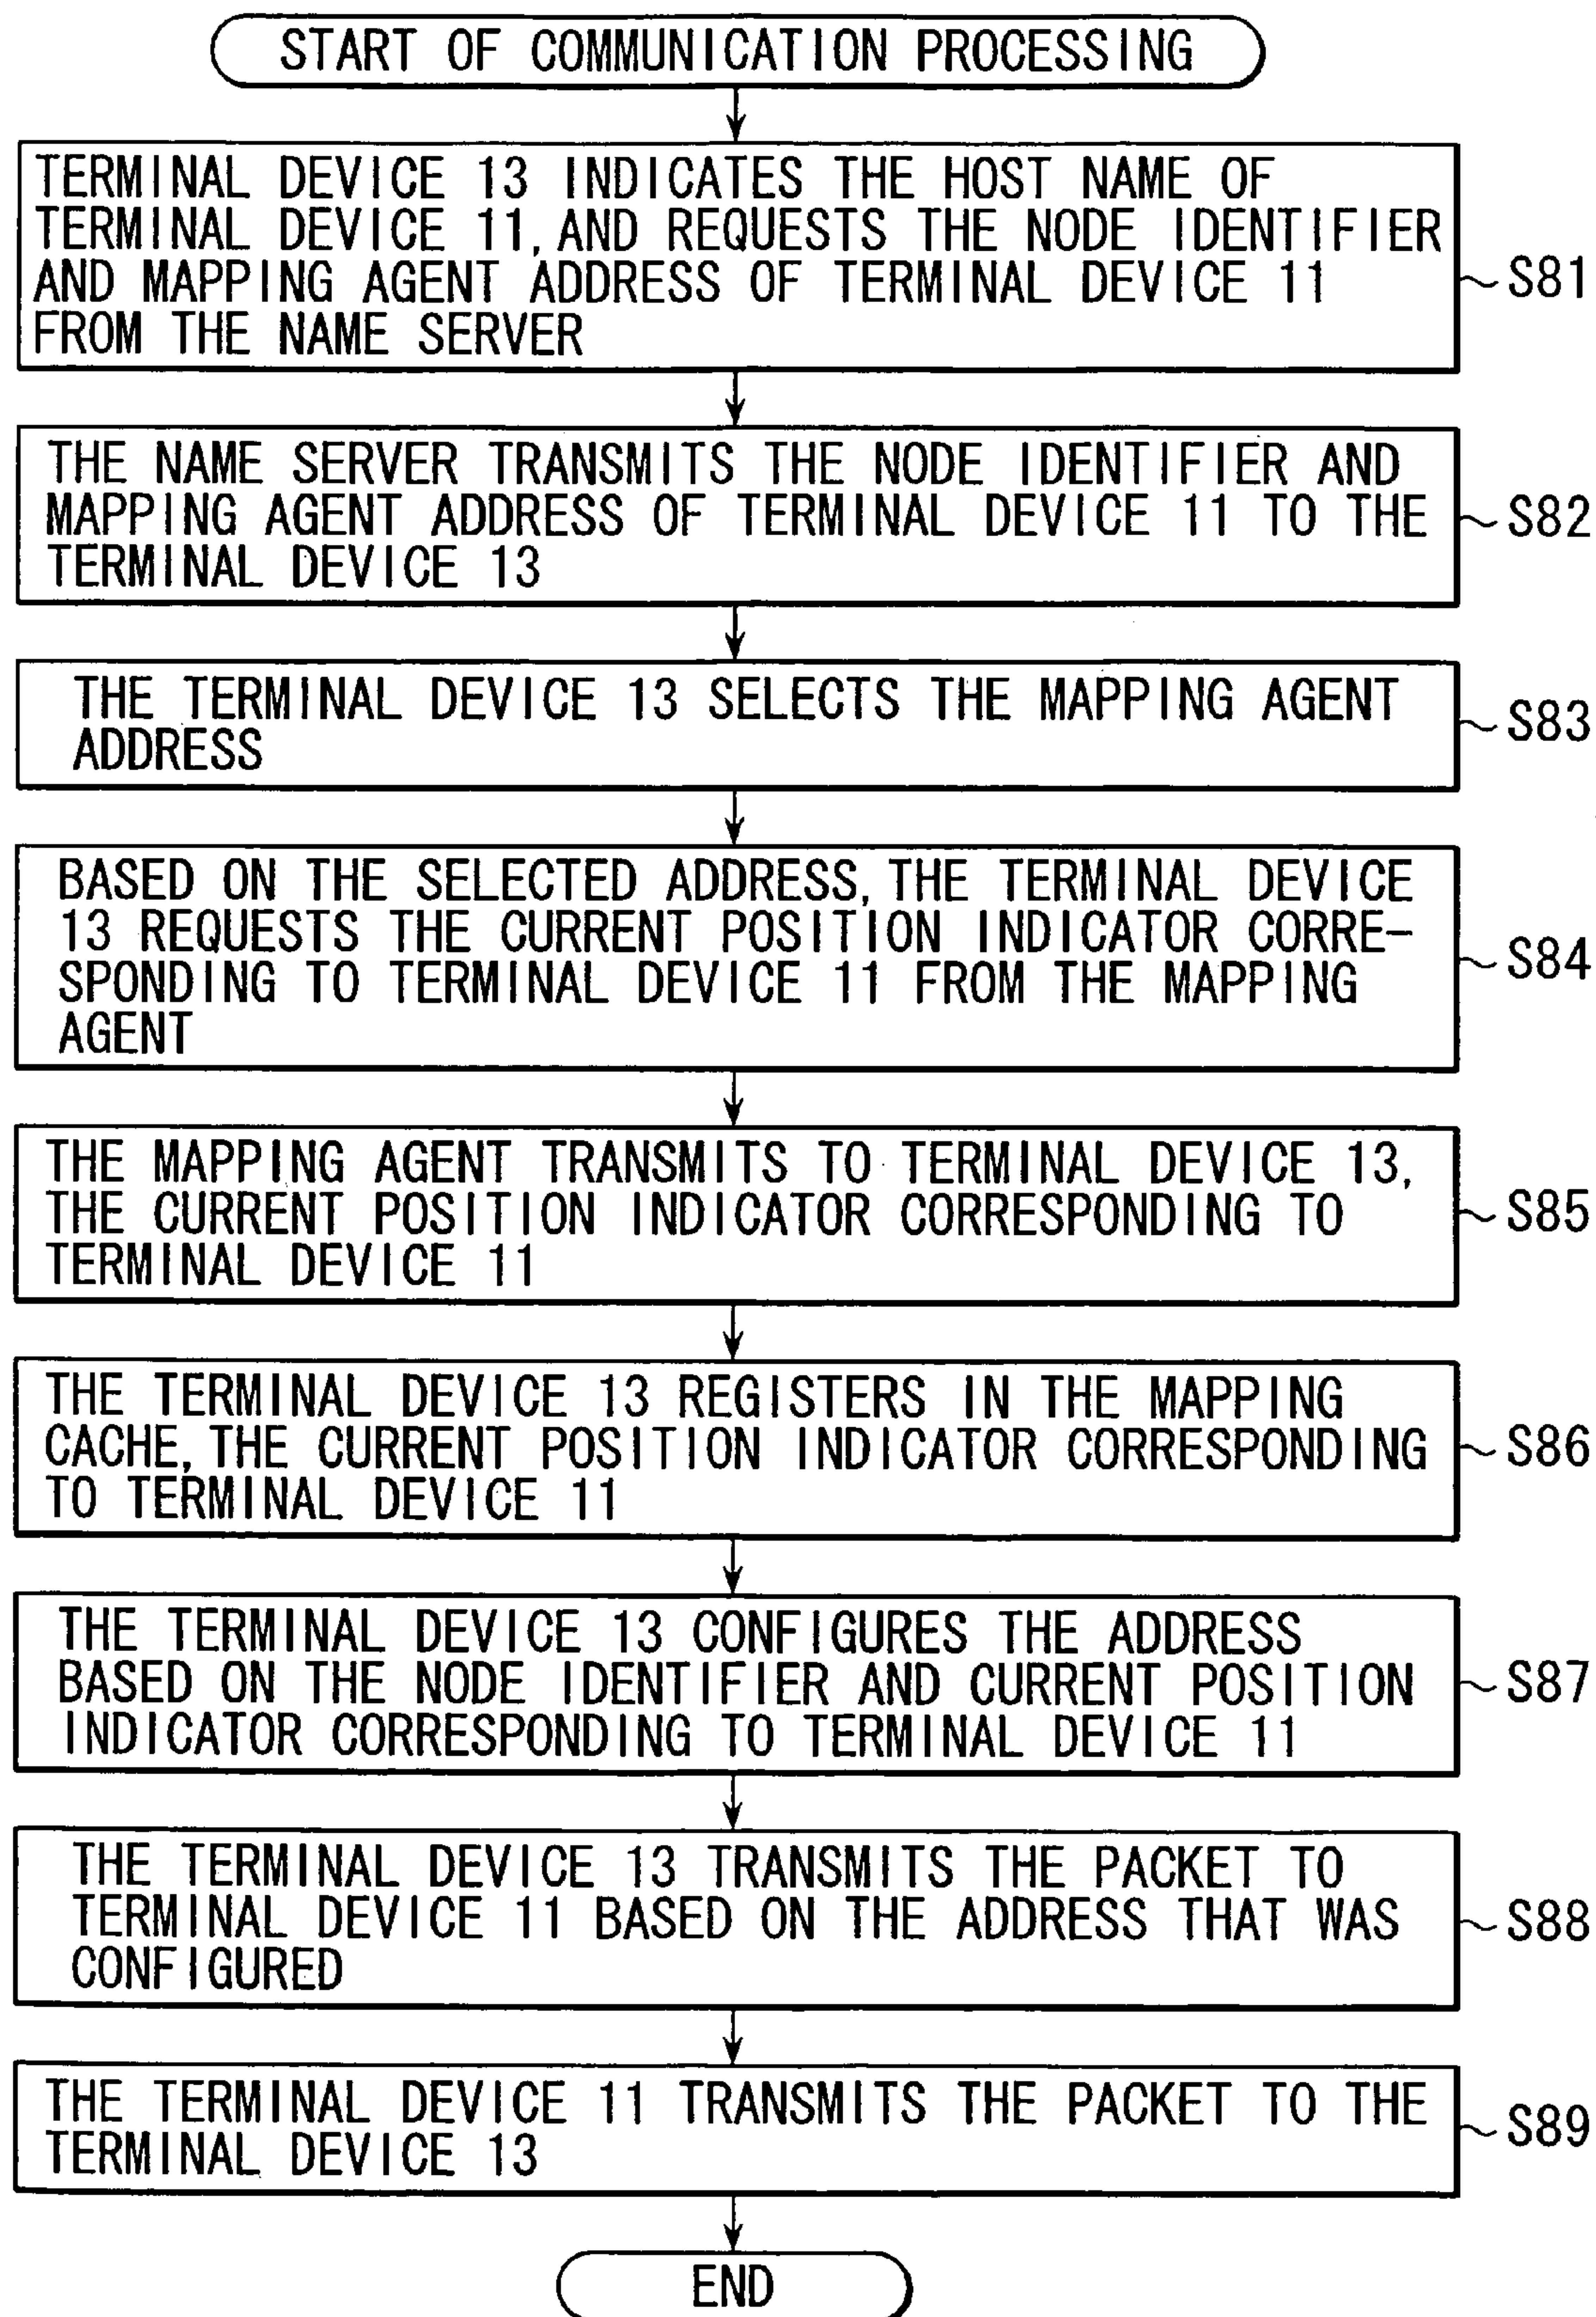 START OF COMMUNICATION PROCESSING
TERMINAL DEVICE 13 INDICATES THE HOST NAME OF
TERMINAL DEVICE 11, AND REQUESTS THE NODE IDENTIFIER
AND MAPPING AGENT ADDRESS OF TERMINAL DEVICE 11
FROM THE NAME SERVER
S81
THE NAME SERVER TRANSMITS THE NODE IDENTIFIER AND
MAPPING AGENT ADDRESS OF TERMINAL DEVICE 11 TO THE
TERMINAL DEVICE 13
S82
THE TERMINAL DEVICE 13 SELECTS THE MAPPING AGENT
ADDRESS
S83
BASED ON THE SELECTED ADDRESS, THE TERMINAL DEVICE
13 REQUESTS THE CURRENT POSITION INDICATOR CORRE-
SPONDING TO TERMINAL DEVICE 11 FROM THE MAPPING
AGENT
S84
THE MAPPING AGENT TRANSMITS TO TERMINAL DEVICE 13,
THE CURRENT POSITION INDICATOR CORRESPONDING TO
TERMINAL DEVICE 11
S85
THE TERMINAL DEVICE 13 REGISTERS IN THE MAPPING
CACHE, THE CURRENT POSITION INDICATOR CORRESPONDING
TO TERMINAL DEVICE 11
S86
THE TERMINAL DEVICE 13 CONFIGURES THE ADDRESS
BASED ON THE NODE IDENTIFIER AND CURRENT POSITION
INDICATOR CORRESPONDING TO TERMINAL DEVICE 11
S87
THE TERMINAL DEVICE 13 TRANSMITS THE PACKET TO
TERMINAL DEVICE 11 BASED ON THE ADDRESS THAT WAS
CONFIGURED
S88
THE TERMINAL DEVICE 11 TRANSMITS THE PACKET TO THE
TERMINAL DEVICE 13
S89
END